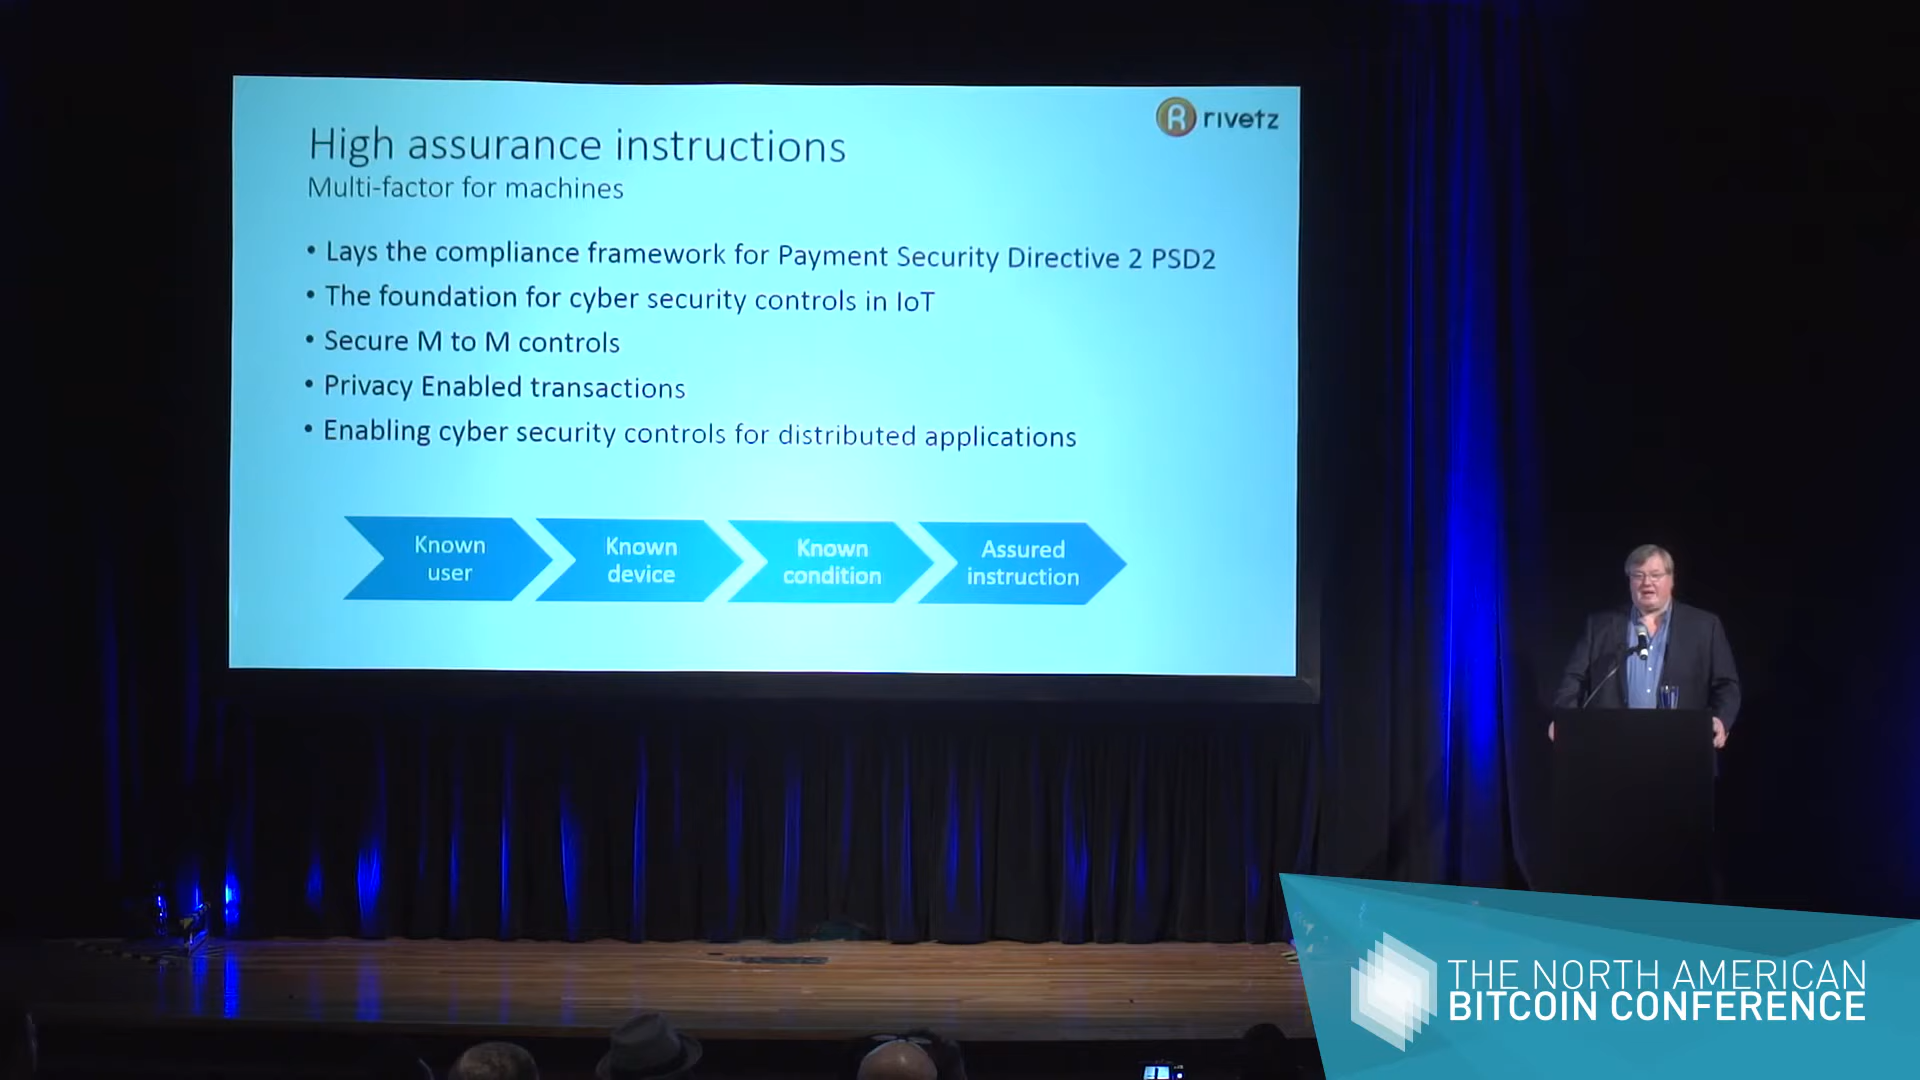 rivetz
High assurance instructions
Multi-factor for machines
• Lays the compliance framework for Payment Security Directive 2 PSD2
• The foundation for cyber security controls in IoT
• Secure M to M controls
• Privacy Enabled transactions
• Enabling cyber security controls for distributed applications
Known
user
Known
device
Known
condition
Assured
instruction
THE NORTH AMERICAN
BITCOIN CONFERENCE